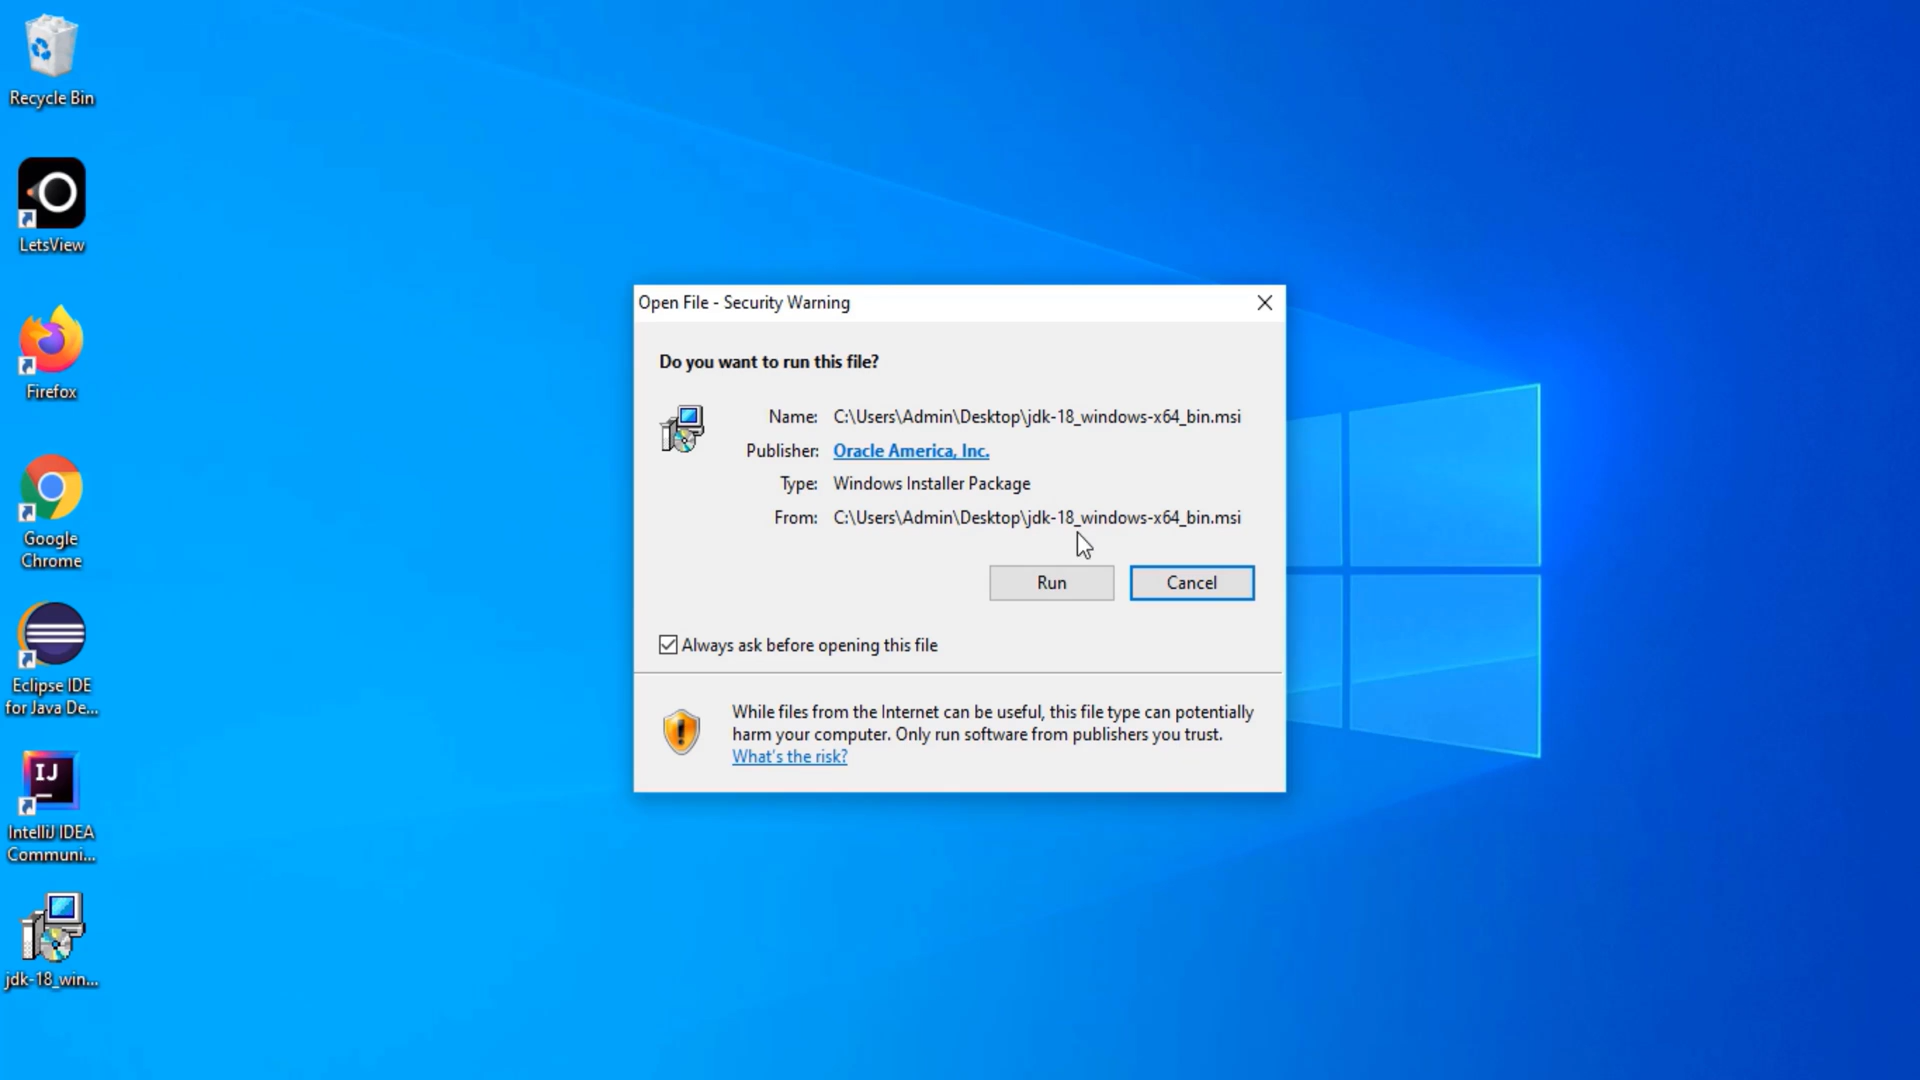 Recycle Bin
LetsView
Firefox
Google
Chrome
Eclipse IDE
for Java De...
IJ
IntelliJ IDEA
Communi...
jdk-18_win...
Open File - Security Warning
Do you want to run this file?
Name: C:\Users\Admin\Desktop\jdk-18_windows-x64_bin.msi
Publisher: Oracle America, Inc.
Type: Windows Installer Package
From: C:\Users\Admin\Desktop\jdk-18_windows-x64_bin.msi
Run Cancel
Always ask before opening this file
While files from the Internet can be useful, this file type can potentially
harm your computer. Only run software from publishers you trust.
What's the risk?